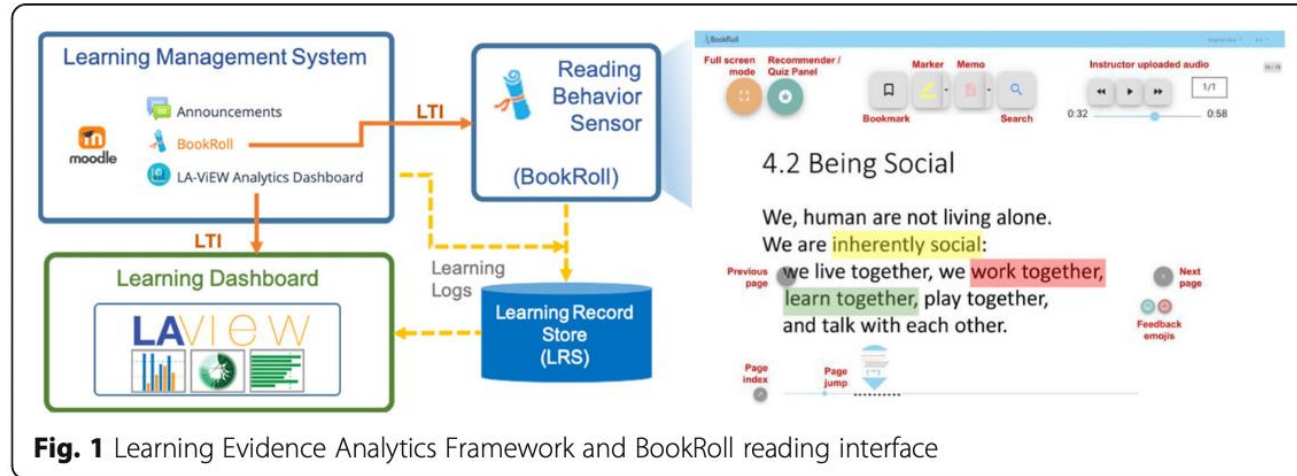 Learning Management System
Announcements
moodle
BookRoll
LA-ViEW Analytics Dashboard
LTI
Reading
Behavior
Sensor
(BookRoll)
LTI
Learning
Logs
Learning Record
Store
(LRS)
Learning Dashboard
LAView
BookRoll
Full screen
mode
Recommender /
Quiz Panel
Marker
Memo
Bookmark
Search
Instructor uploaded audio
1/1
0:32
0:58
4.2 Being Social
We, human are not living alone.
We are inherently social:
we live together, we work together,
learn together, play together,
and talk with each other.
Previous
page
Next
page
Feedback
emojis
Page
index
Page
jump
Fig. 1 Learning Evidence Analytics Framework and BookRoll reading interface